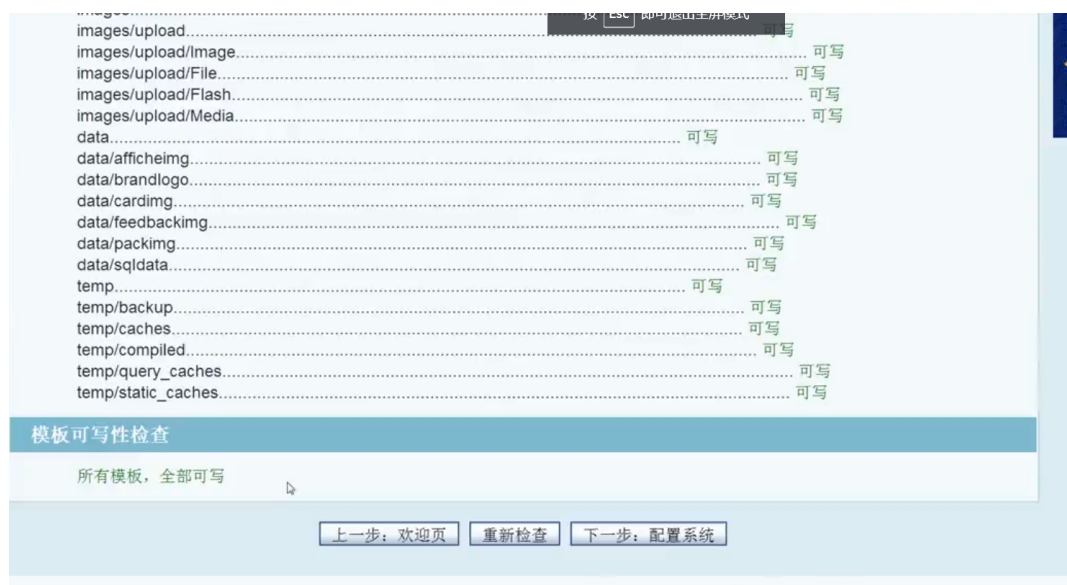 按 Esc 即可退出全屏模式
images/upload........................................................................................................................ 可写
images/upload/Image........................................................................................................................ 可写
images/upload/File........................................................................................................................ 可写
images/upload/Flash........................................................................................................................ 可写
images/upload/Media........................................................................................................................ 可写
data........................................................................................................................ 可写
data/afficheimg........................................................................................................................ 可写
data/brandlogo........................................................................................................................ 可写
data/cardimg........................................................................................................................ 可写
data/feedbackimg........................................................................................................................ 可写
data/packimg........................................................................................................................ 可写
data/sqldata........................................................................................................................ 可写
temp........................................................................................................................ 可写
temp/backup........................................................................................................................ 可写
temp/caches........................................................................................................................ 可写
temp/compiled........................................................................................................................ 可写
temp/query_caches........................................................................................................................ 可写
temp/static_caches........................................................................................................................ 可写
模板可写性检查
所有模板，全部可写
上一步：欢迎页 重新检查 下一步：配置系统